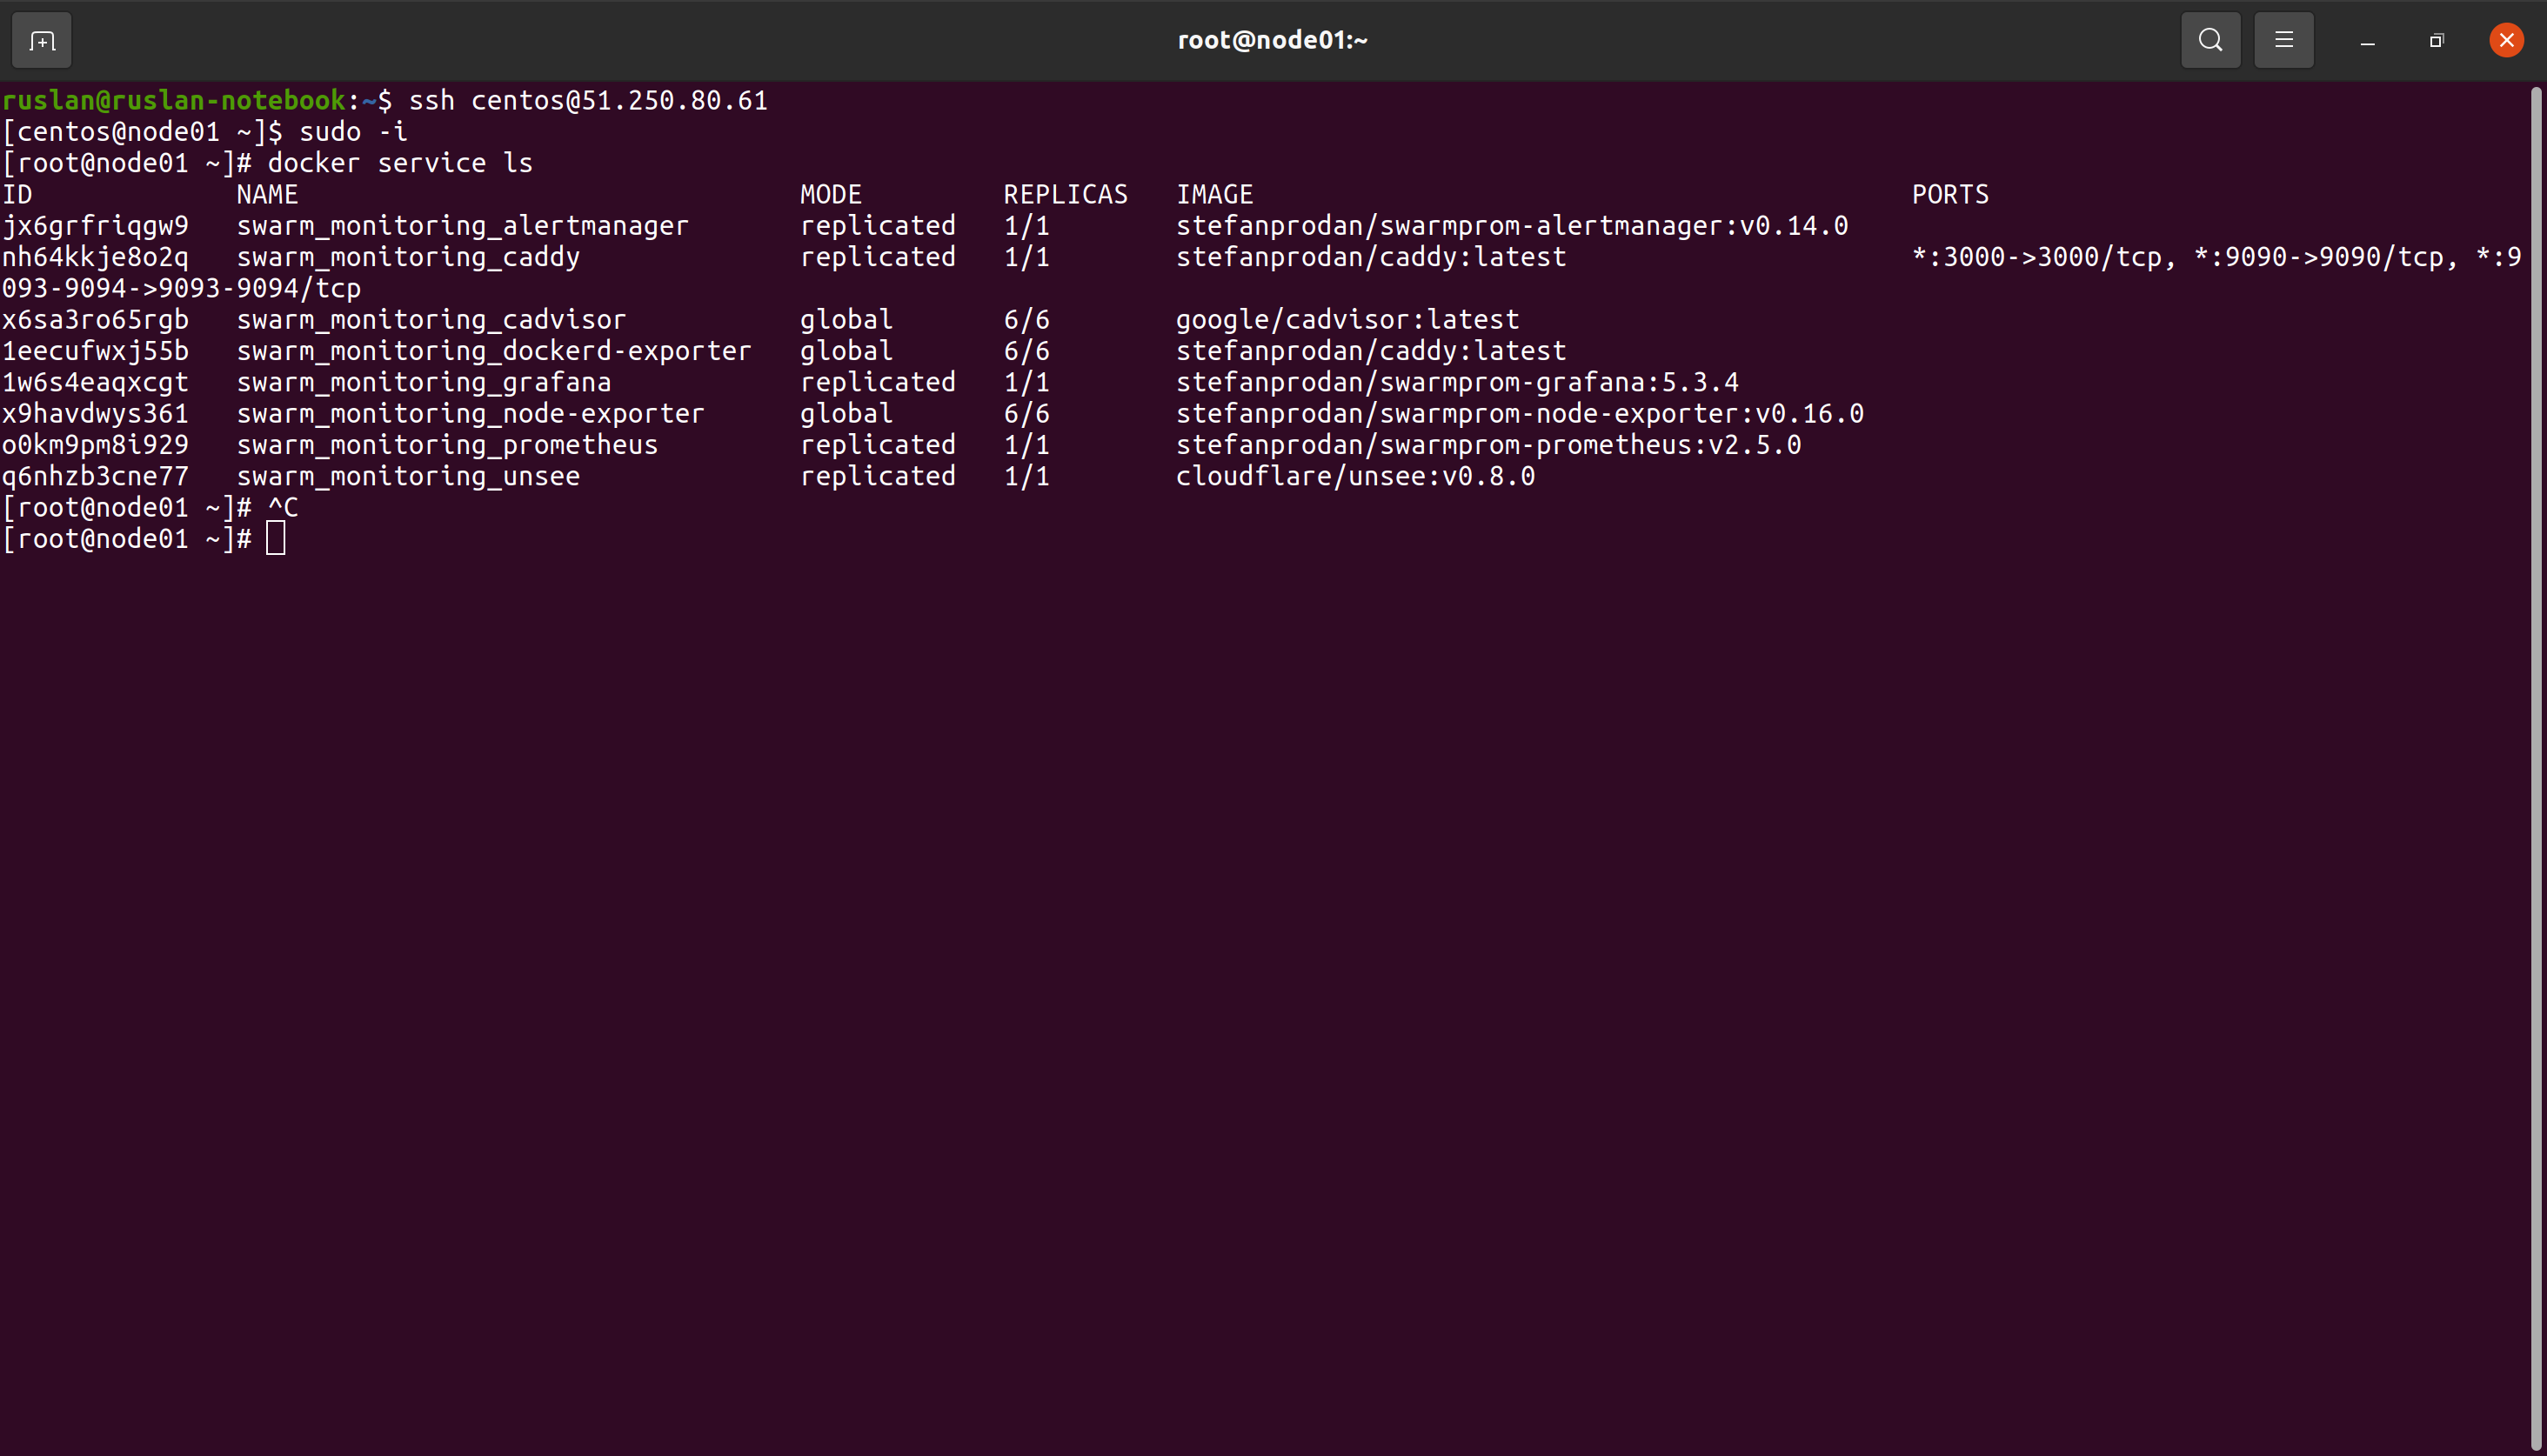 root@node01:~
ruslan@ruslan-notebook:~$ ssh centos@51.250.80.61
[centos@node01 ~]$ sudo -i
[root@node01 ~]# docker service ls
ID             NAME                                MODE         REPLICAS   IMAGE                                          PORTS
jx6grfriqgw9   swarm_monitoring_alertmanager       replicated   1/1        stefanprodan/swarmprom-alertmanager:v0.14.0
nh64kkje8o2q   swarm_monitoring_caddy              replicated   1/1        stefanprodan/caddy:latest                      *:3000->3000/tcp, *:9090->9090/tcp, *:9
093-9094->9093-9094/tcp
x6sa3ro65rgb   swarm_monitoring_cadvisor           global       6/6        google/cadvisor:latest
1eecufwxj55b   swarm_monitoring_dockerd-exporter   global       6/6        stefanprodan/caddy:latest
1w6s4eaqxcgt   swarm_monitoring_grafana            replicated   1/1        stefanprodan/swarmprom-grafana:5.3.4
x9havdwys361   swarm_monitoring_node-exporter      global       6/6        stefanprodan/swarmprom-node-exporter:v0.16.0
o0km9pm8i929   swarm_monitoring_prometheus         replicated   1/1        stefanprodan/swarmprom-prometheus:v2.5.0
q6nhzb3cne77   swarm_monitoring_unsee              replicated   1/1        cloudflare/unsee:v0.8.0
[root@node01 ~]# ^C
[root@node01 ~]#